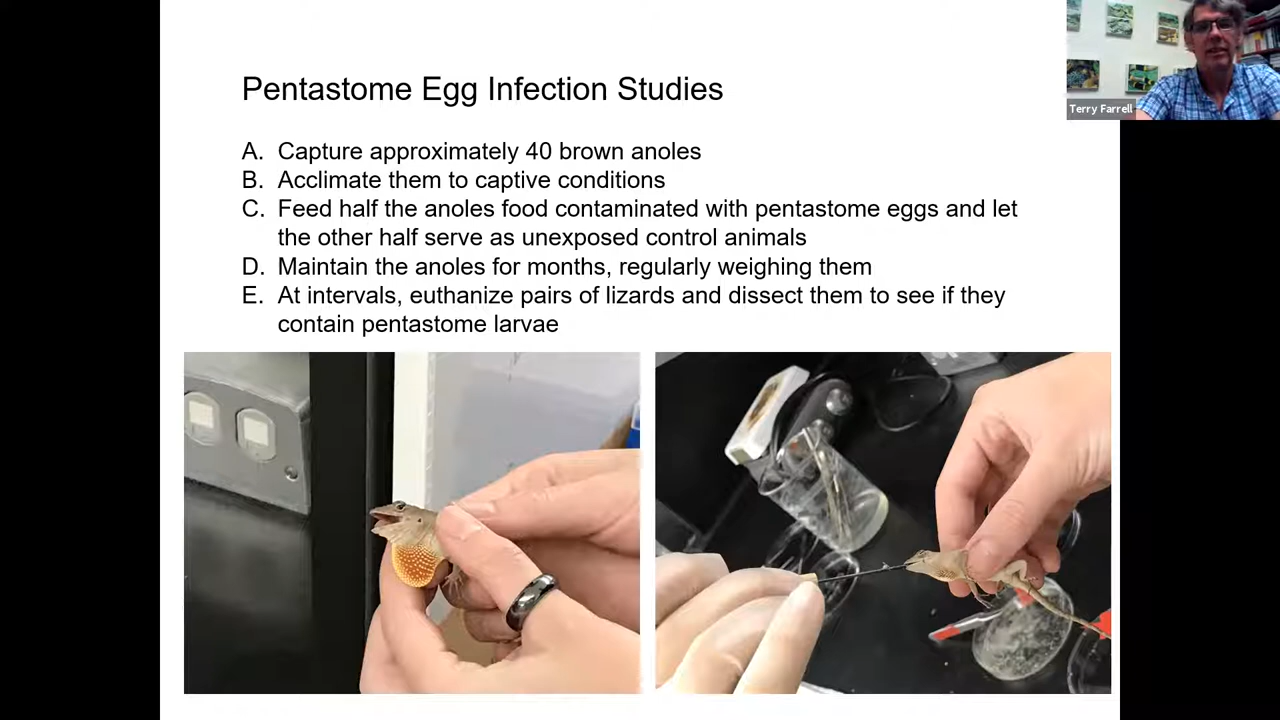 Pentastome Egg Infection Studies
A. Capture approximately 40 brown anoles
B. Acclimate them to captive conditions
C. Feed half the anoles food contaminated with pentastome eggs and let
the other half serve as unexposed control animals
D. Maintain the anoles for months, regularly weighing them
E. At intervals, euthanize pairs of lizards and dissect them to see if they
contain pentastome larvae
Terry Farrell